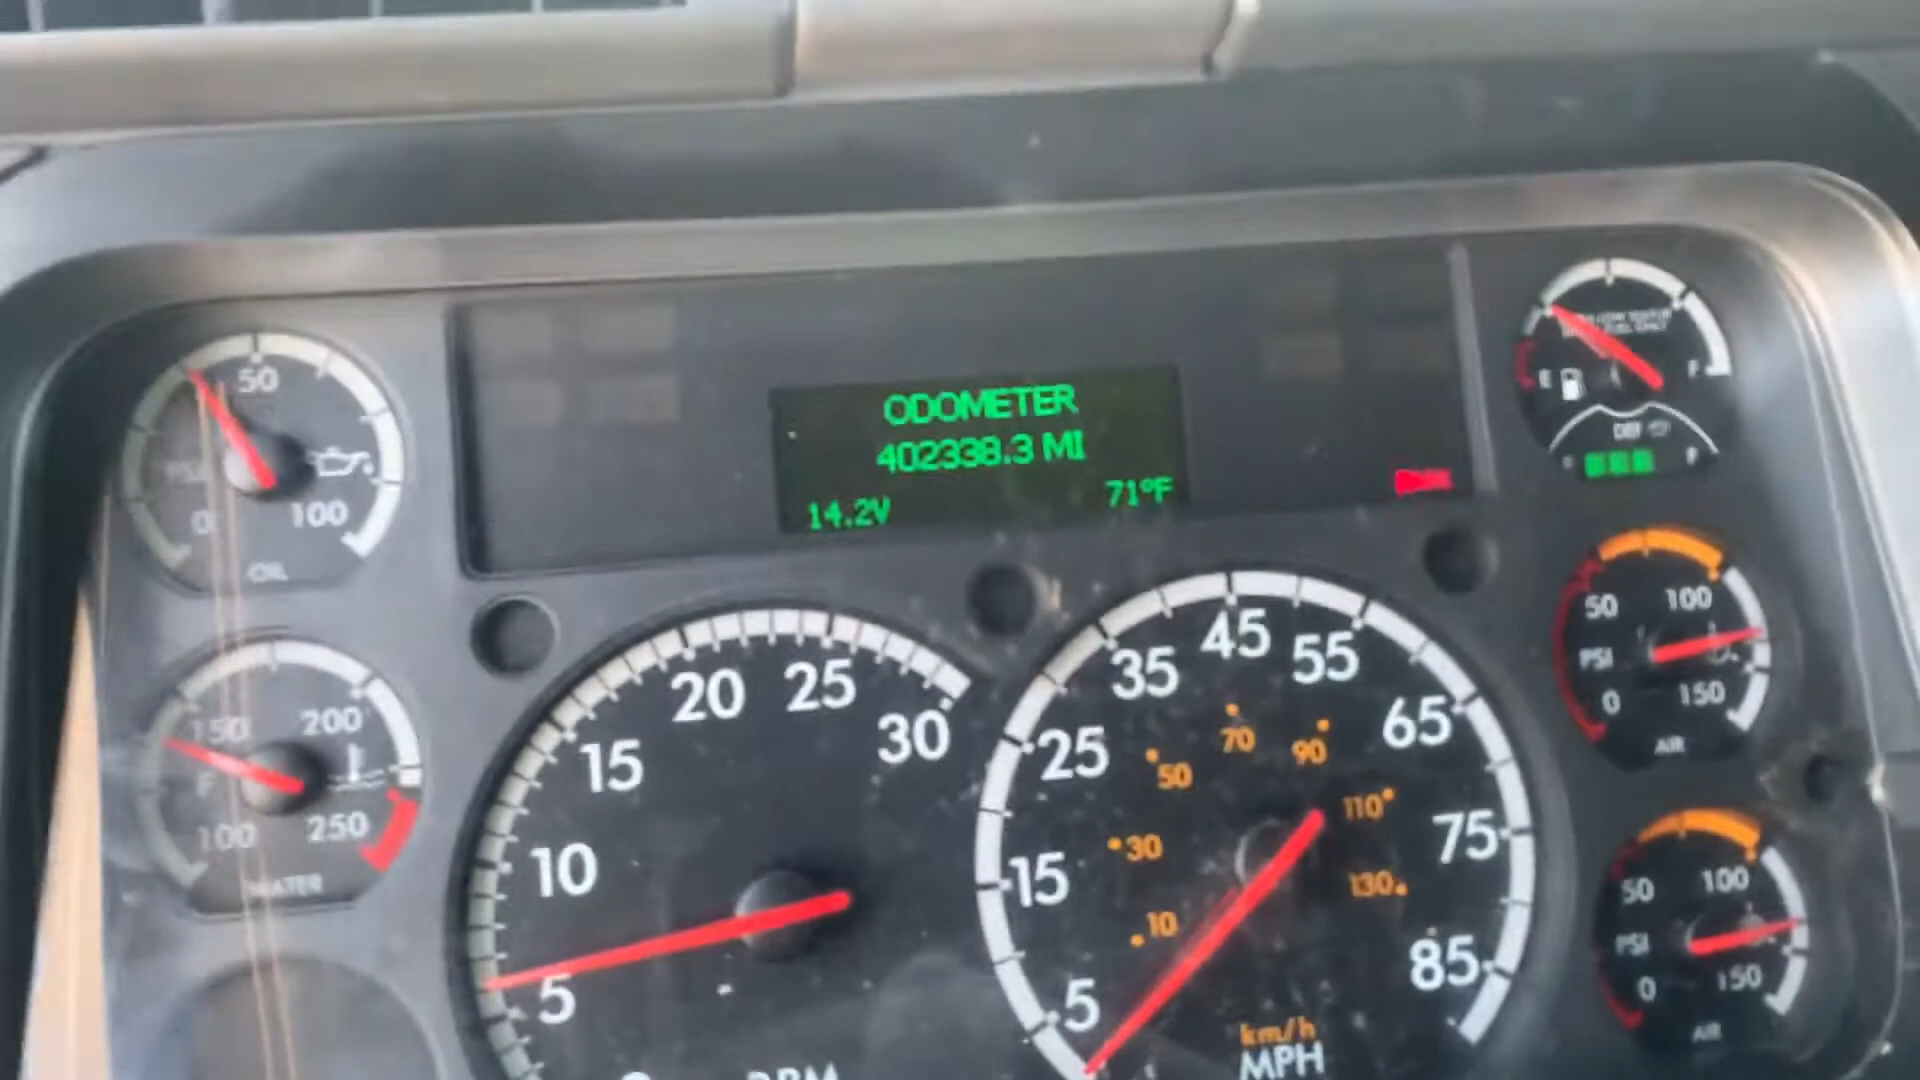 ODOMETER
402338.3 MI
14.2V
71°F
50
PSI
0
100
OIL
150
200
F
100
250
WATER
5
10
15
20
25
30
RPM
5
15
25
35
45
55
65
75
85
10
30
50
70
90
110
130
km/h
MPH
E
F
DEF
50
100
PSI
0
150
AIR
50
100
PSI
0
150
AIR